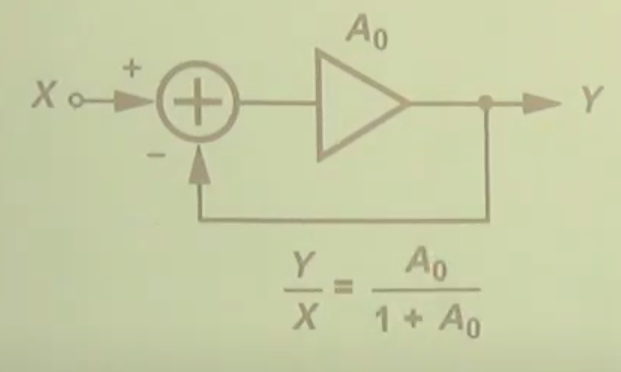 A0
+
X
Y
−
Y/X = A0/(1 + A0)